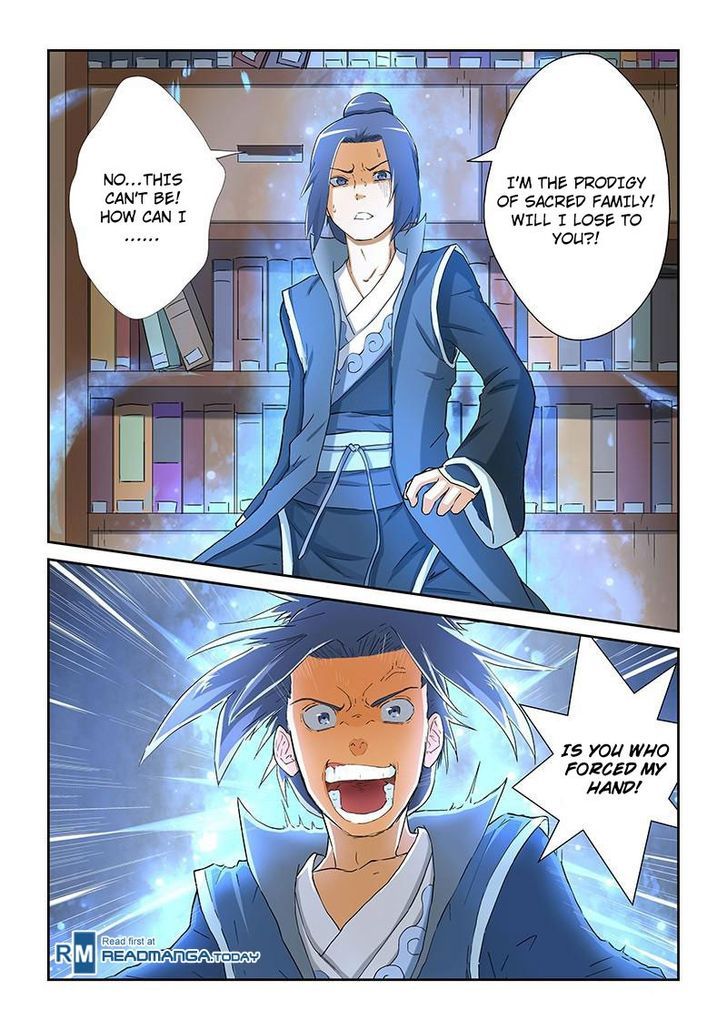 NO...THIS
CAN'T BE!
HOW CAN I
......
I'M THE PRODIGY
OF SACRED FAMILY!
WILL I LOSE TO
YOU?!
IS YOU WHO
FORCED MY
HAND!
RM
Read first at
READMANGA.TODAY